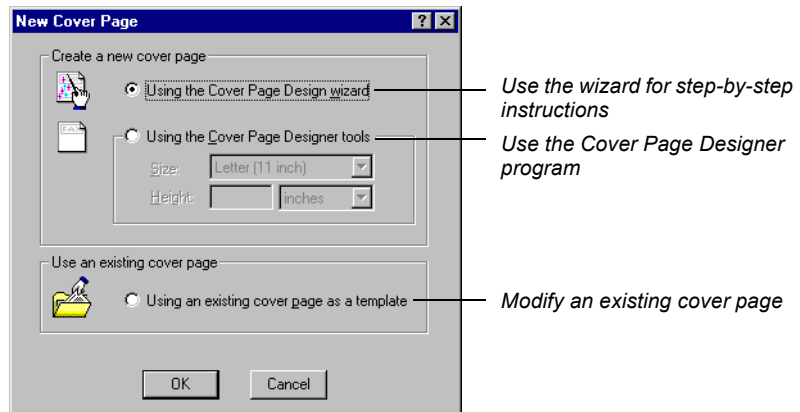 New Cover Page
Create a new cover page
Using the Cover Page Design wizard
Use the wizard for step-by-step
instructions
FAX
Using the Cover Page Designer tools
Use the Cover Page Designer
program
Size:
Letter (11 inch)
Height:
inches
Use an existing cover page
Using an existing cover page as a template
Modify an existing cover page
OK
Cancel